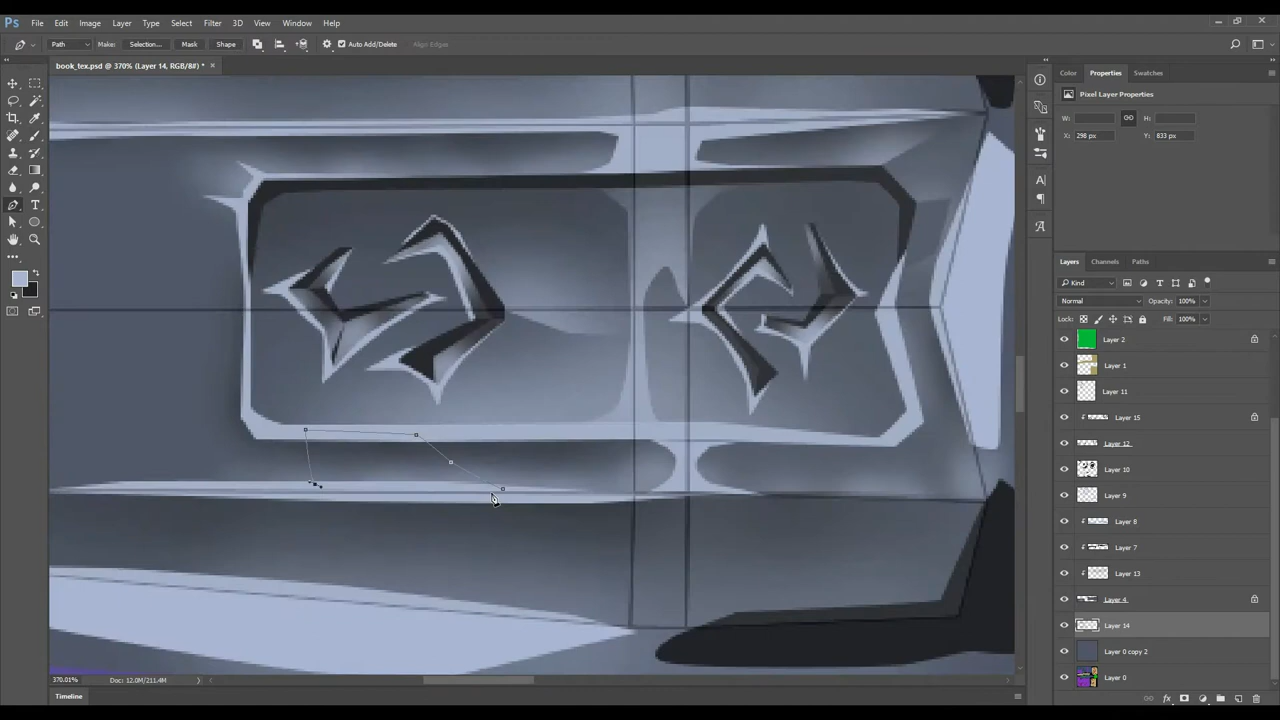 Ps File Edit Image Layer Type Select Filter 3D View Window Help
Path Make: Selection... Mask Shape Auto Add/Delete Align Edges
book_tex.psd @ 370% (Layer 14, RGB/8#) * ×
Color Properties Swatches
Pixel Layer Properties
W: H:
X: 298 px Y: 833 px
Layers Channels Paths
Kind
Normal Opacity: 100%
Lock: Fill: 100%
Layer 2
Layer 1
Layer 11
Layer 15
Layer 12
Layer 10
Layer 9
Layer 8
Layer 7
Layer 13
Layer 4
Layer 14
Layer 0 copy 2
Layer 0
370.01% Doc: 12.0M/211.4M
Timeline